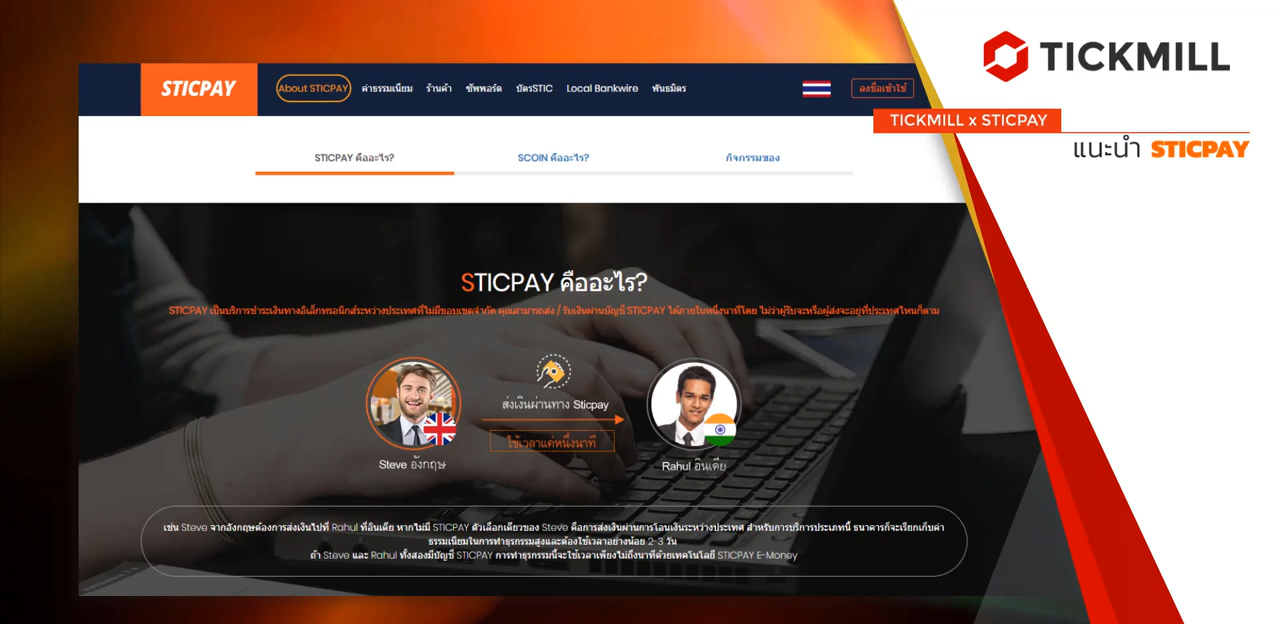 TICKMILL
TICKMILL x STICPAY
แนะนำ STICPAY
STICPAY
About STICPAY ค่าธรรมเนียม ร้านค้า ซัพพอร์ต บัตรSTIC Local Bankwire พันธมิตร
ลงชื่อเข้าใช้
STICPAY คืออะไร? SCOIN คืออะไร? กิจกรรมของ
STICPAY คืออะไร?
STICPAY เป็นบริการชำระเงินทางอิเล็กทรอนิกส์ระหว่างประเทศที่ไม่มีขอบเขตจำกัด คุณสามารถส่ง / รับเงินผ่านบัญชี STICPAY ได้ภายในหนึ่งนาทีโดย ไม่ว่าผู้รับจะหรือผู้ส่งจะอยู่ที่ประเทศไหนก็ตาม
ส่งเงินผ่านทาง Sticpay
ใช้เวลาแค่หนึ่งนาที
Steve อังกฤษ
Rahul อินเดีย
เช่น Steve จากอังกฤษต้องการส่งเงินไปที่ Rahul ที่อินเดีย หากไม่มี STICPAY ตัวเลือกเดียวของ Steve คือการส่งเงินผ่านการโอนเงินระหว่างประเทศ สำหรับการบริการประเภทนี้ ธนาคารก็จะเรียกเก็บค่า
ธรรมเนียมในการทำธุรกรรมสูงและต้องใช้เวลาอย่างน้อย 2-3 วัน
ถ้า Steve และ Rahul ทั้งสองมีบัญชี STICPAY การทำธุรกรรมนี้จะใช้เวลาเพียงไม่ถึงนาทีด้วยเทคโนโลยี STICPAY E-Money